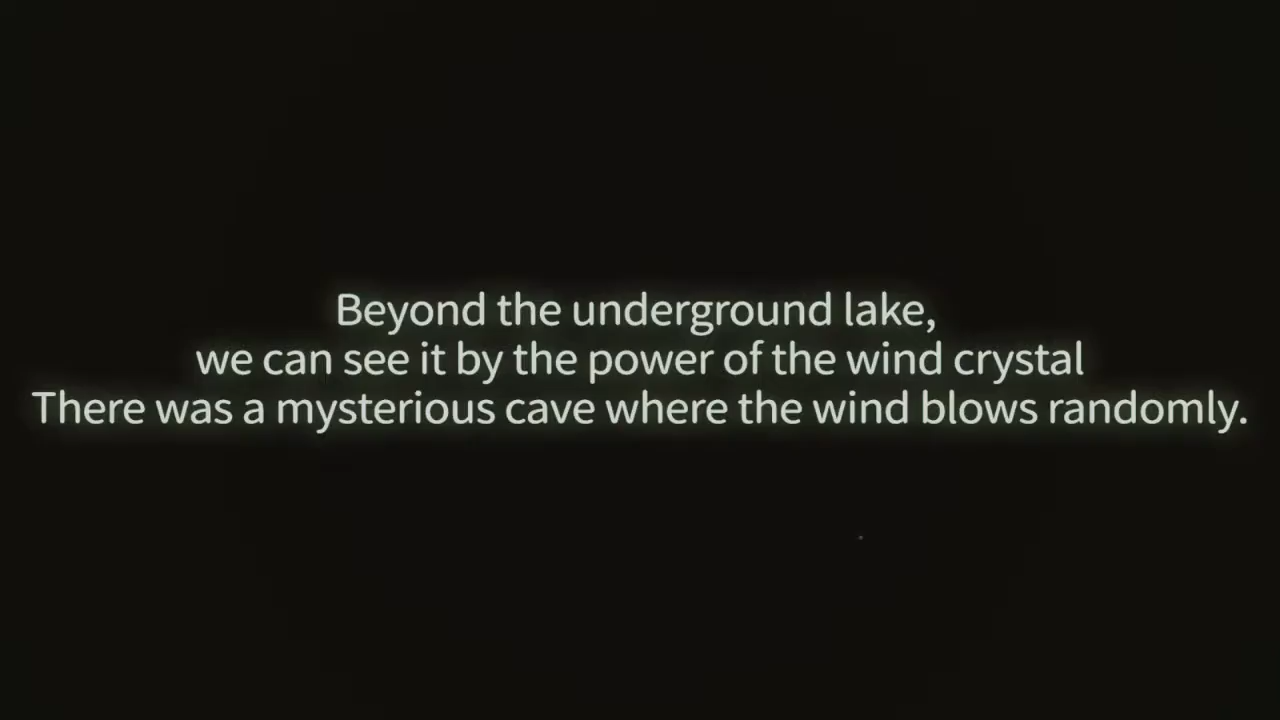 Beyond the underground lake,
we can see it by the power of the wind crystal
There was a mysterious cave where the wind blows randomly.